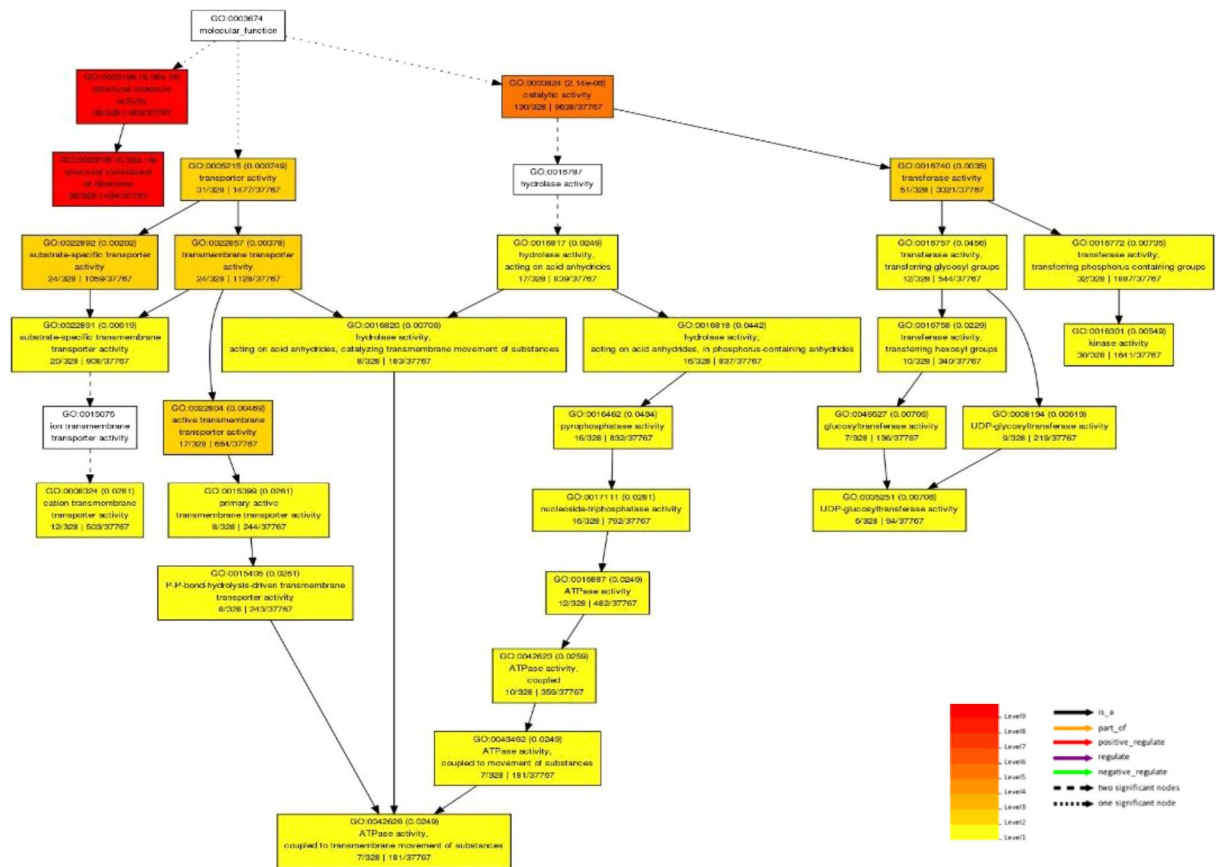 GO:0003674
molecular_function
structural molecule
activity
GO:0003824 (2.14e-06)
catalytic activity
130/328 | 9638/37767
structural constituent
of ribosome
GO:0005215 (0.000749)
transporter activity
31/328 | 1477/37767
GO:0016787
hydrolase activity
GO:0016740 (0.0035)
transferase activity
51/328 | 3321/37767
GO:0022892 (0.00202)
substrate-specific transporter
activity
24/328 | 1059/37767
GO:0022857 (0.00378)
transmembrane transporter
activity
24/328 | 1128/37767
GO:0016817 (0.0249)
hydrolase activity,
acting on acid anhydrides
17/328 | 839/37767
GO:0016757 (0.0456)
transferase activity,
transferring glycosyl groups
12/328 | 544/37767
GO:0016772 (0.00735)
transferase activity,
transferring phosphorus-containing groups
32/328 | 1887/37767
GO:0022891 (0.00619)
substrate-specific transmembrane
transporter activity
20/328 | 908/37767
GO:0016820 (0.00706)
hydrolase activity,
acting on acid anhydrides, catalyzing transmembrane movement of substances
8/328 | 183/37767
GO:0016818 (0.0442)
hydrolase activity,
acting on acid anhydrides, in phosphorus-containing anhydrides
16/328 | 837/37767
GO:0016758 (0.0229)
transferase activity,
transferring hexosyl groups
10/328 | 340/37767
GO:0016301 (0.00549)
kinase activity
30/328 | 1641/37767
GO:0015075
ion transmembrane
transporter activity
GO:0022804 (0.00469)
active transmembrane
transporter activity
17/328 | 664/37767
GO:0016462 (0.0434)
pyrophosphatase activity
16/328 | 832/37767
GO:0046527 (0.00706)
glucosyltransferase activity
7/328 | 136/37767
GO:0008194 (0.00619)
UDP-glycosyltransferase activity
9/328 | 219/37767
GO:0008324 (0.0281)
cation transmembrane
transporter activity
12/328 | 503/37767
GO:0015399 (0.0261)
primary active
transmembrane transporter activity
8/328 | 244/37767
GO:0017111 (0.0281)
nucleoside-triphosphatase activity
16/328 | 792/37767
GO:0035251 (0.00706)
UDP-glucosyltransferase activity
6/328 | 94/37767
GO:0015405 (0.0261)
P-P-bond-hydrolysis-driven transmembrane
transporter activity
8/328 | 243/37767
GO:0016887 (0.0249)
ATPase activity
12/328 | 482/37767
GO:0042623 (0.0259)
ATPase activity,
coupled
10/328 | 359/37767
GO:0043492 (0.0249)
ATPase activity,
coupled to movement of substances
7/328 | 181/37767
GO:0042626 (0.0249)
ATPase activity,
coupled to transmembrane movement of substances
7/328 | 181/37767
Level9
Level8
Level7
Level6
Level5
Level4
Level3
Level2
Level1
is_a
part_of
positive_regulate
regulate
negative_regulate
two significant nodes
one significant node